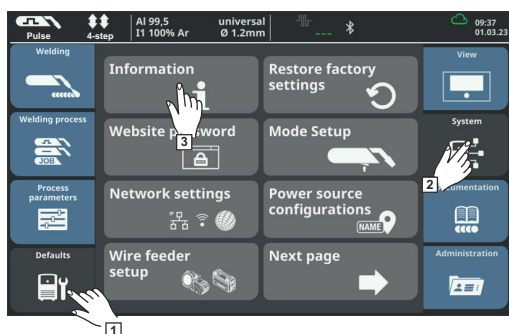 Pulse
4-step
Al 99,5 universal
I1 100% Ar Ø 1.2mm
---
09:37
01.03.23
Welding
Welding process
JOB
Process
parameters
Defaults
1
Information
3
Website password
Network settings
Wire feeder
setup
Restore factory
settings
Mode Setup
Power source
configurations
NAME
Next page
View
System
2
Documentation
Administration